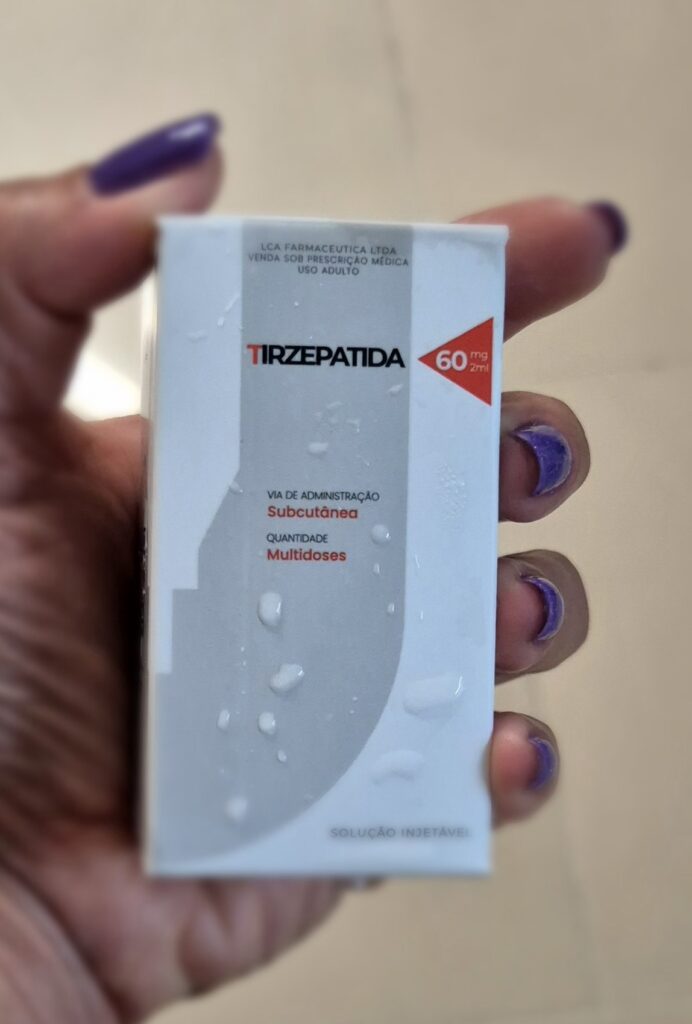 LCA FARMACEUTICA LTDA
VENDA SOB PRESCRIÇÃO MÉDICA
USO ADULTO
TIRZEPATIDA
60 mg
2ml
VIA DE ADMINISTRAÇÃO
Subcutânea
QUANTIDADE
Multidoses
SOLUÇÃO INJETÁVEL